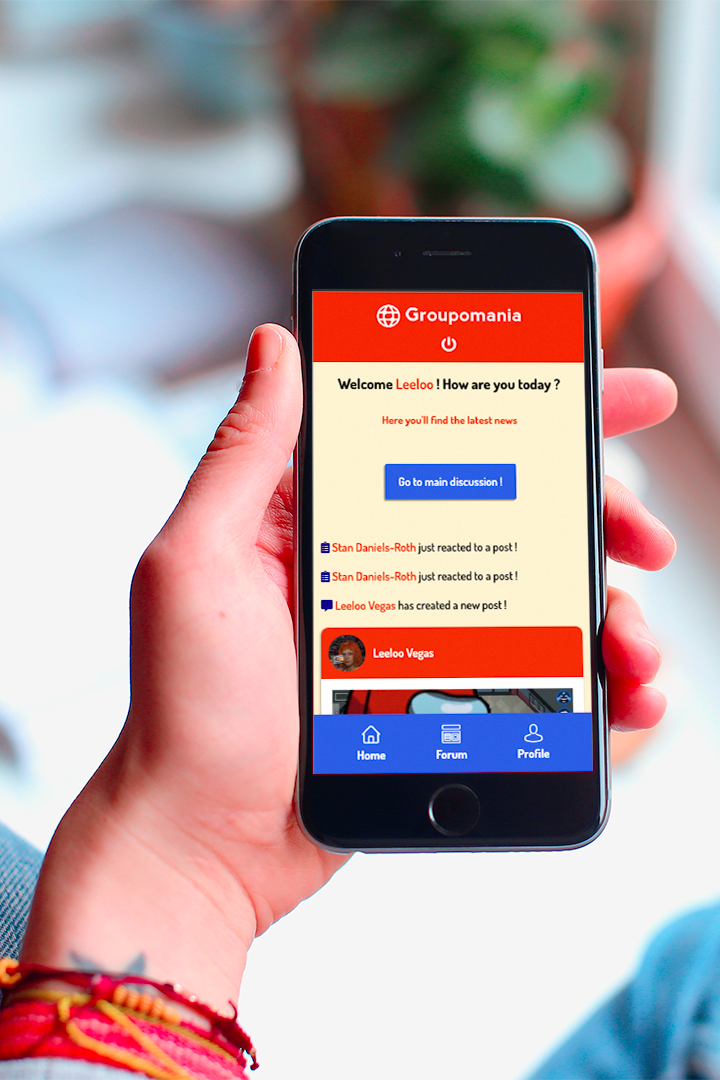 Groupomania
Welcome Leeloo ! How are you today ?
Here you'll find the latest news
Go to main discussion !
Stan Daniels-Roth just reacted to a post !
Stan Daniels-Roth just reacted to a post !
Leeloo Vegas has created a new post !
Leeloo Vegas
Home Forum Profile